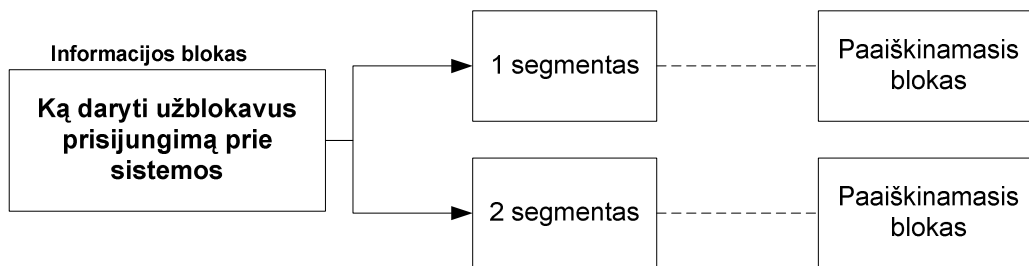 Informacijos blokas
Ką daryti užblokavus
prisijungimą prie
sistemos
1 segmentas
Paaiškinamasis
blokas
2 segmentas
Paaiškinamasis
blokas